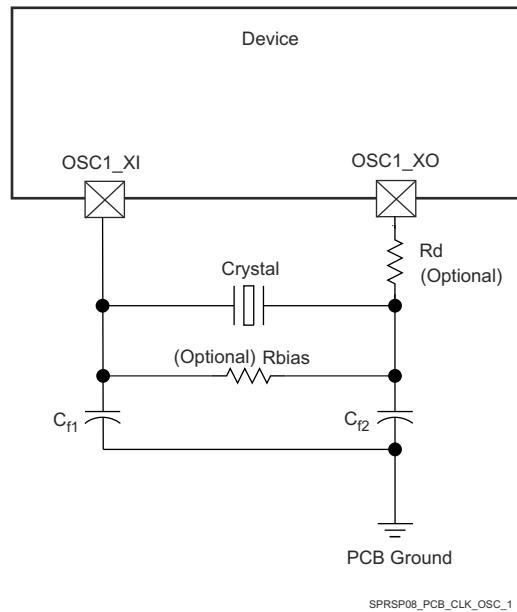 Device
OSC1_XI
OSC1_XO
Rd
(Optional)
Crystal
(Optional) Rbias
Cf1
Cf2
PCB Ground
SPRSP08_PCB_CLK_OSC_1